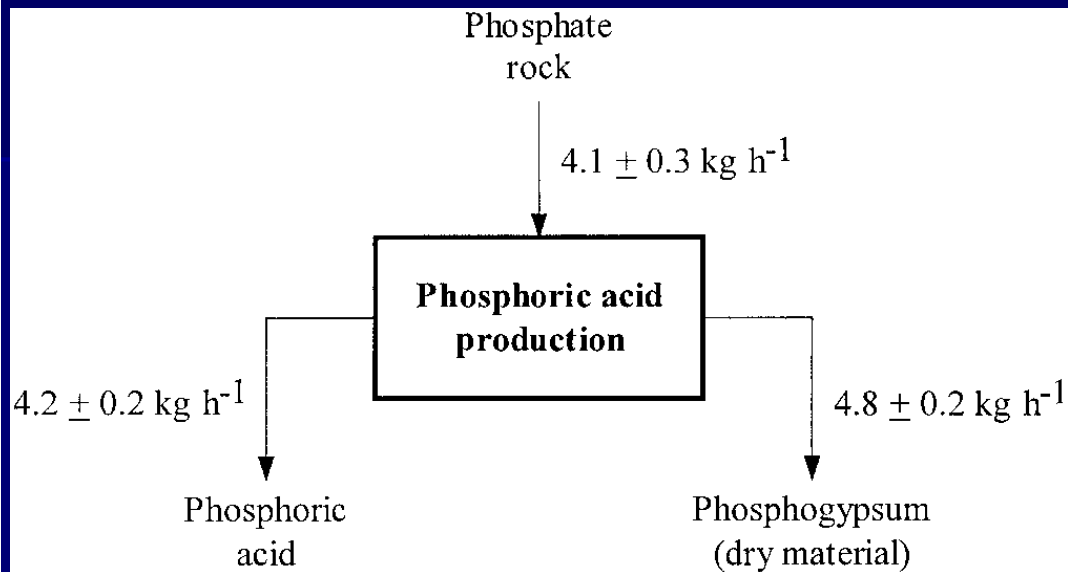 Phosphate
rock
4.1 ± 0.3 kg h⁻¹
Phosphoric acid
production
4.2 ± 0.2 kg h⁻¹
4.8 ± 0.2 kg h⁻¹
Phosphoric
acid
Phosphogypsum
(dry material)